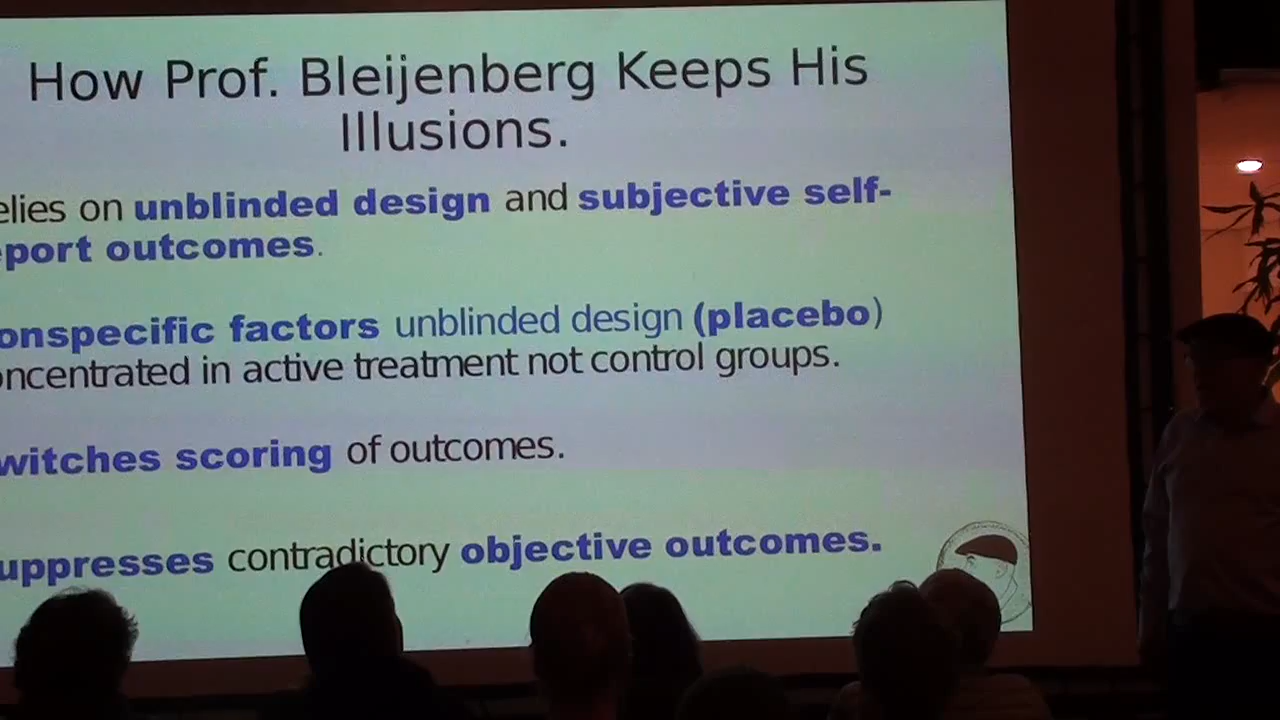 How Prof. Bleijenberg Keeps His
Illusions.
elies on unblinded design and subjective self-
port outcomes.
onspecific factors unblinded design (placebo)
oncentrated in active treatment not control groups.
witches scoring of outcomes.
uppresses contradictory objective outcomes.